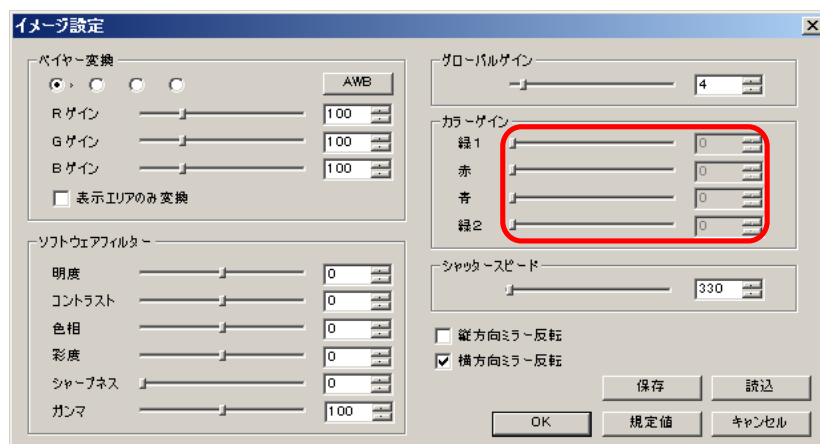 イメージ設定
ベイヤー変換
AWB
Rゲイン 100
Gゲイン 100
Bゲイン 100
表示エリアのみ変換
ソフトウェアフィルター
明度 0
コントラスト 0
色相 0
彩度 0
シャープネス 0
ガンマ 100
グローバルゲイン
4
カラーゲイン
緑1 0
赤 0
青 0
緑2 0
シャッタースピード
330
縦方向ミラー反転
横方向ミラー反転
保存 読込
OK 規定値 キャンセル